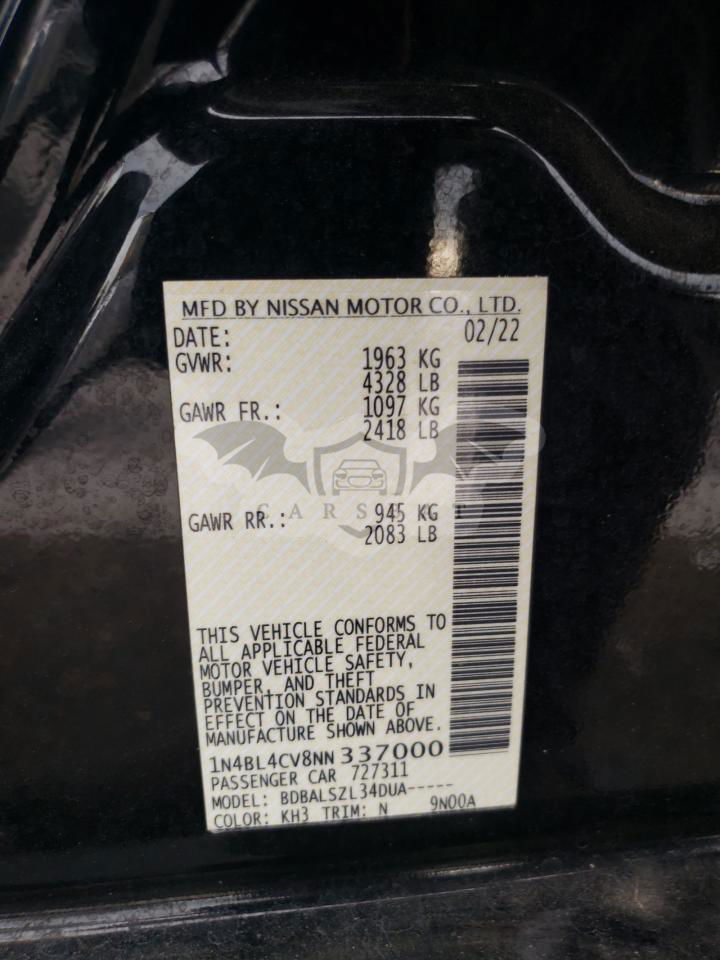 MFD BY NISSAN MOTOR CO., LTD.
DATE: 02/22
GVWR: 1963 KG
4328 LB
GAWR FR.: 1097 KG
2418 LB
GAWR RR.: 945 KG
2083 LB
THIS VEHICLE CONFORMS TO
ALL APPLICABLE FEDERAL
MOTOR VEHICLE SAFETY,
BUMPER, AND THEFT
PREVENTION STANDARDS IN
EFFECT ON THE DATE OF
MANUFACTURE SHOWN ABOVE.
1N4BL4CV8NN337000
PASSENGER CAR 727311
MODEL: BDBALSZL34DUA-----
COLOR: KH3 TRIM: N 9N00A